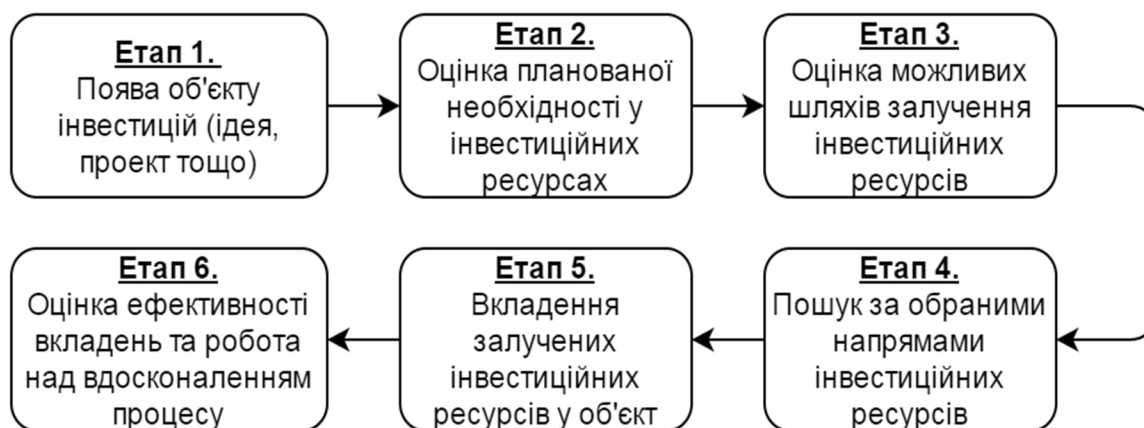 Етап 1.
Поява об'єкту
інвестицій (ідея,
проект тощо)
Етап 2.
Оцінка планованої
необхідності у
інвестиційних
ресурсах
Етап 3.
Оцінка можливих
шляхів залучення
інвестиційних
ресурсів
Етап 4.
Пошук за обраними
напрямами
інвестиційних
ресурсів
Етап 5.
Вкладення
залучених
інвестиційних
ресурсів у об'єкт
Етап 6.
Оцінка ефективності
вкладень та робота
над вдосконаленням
процесу